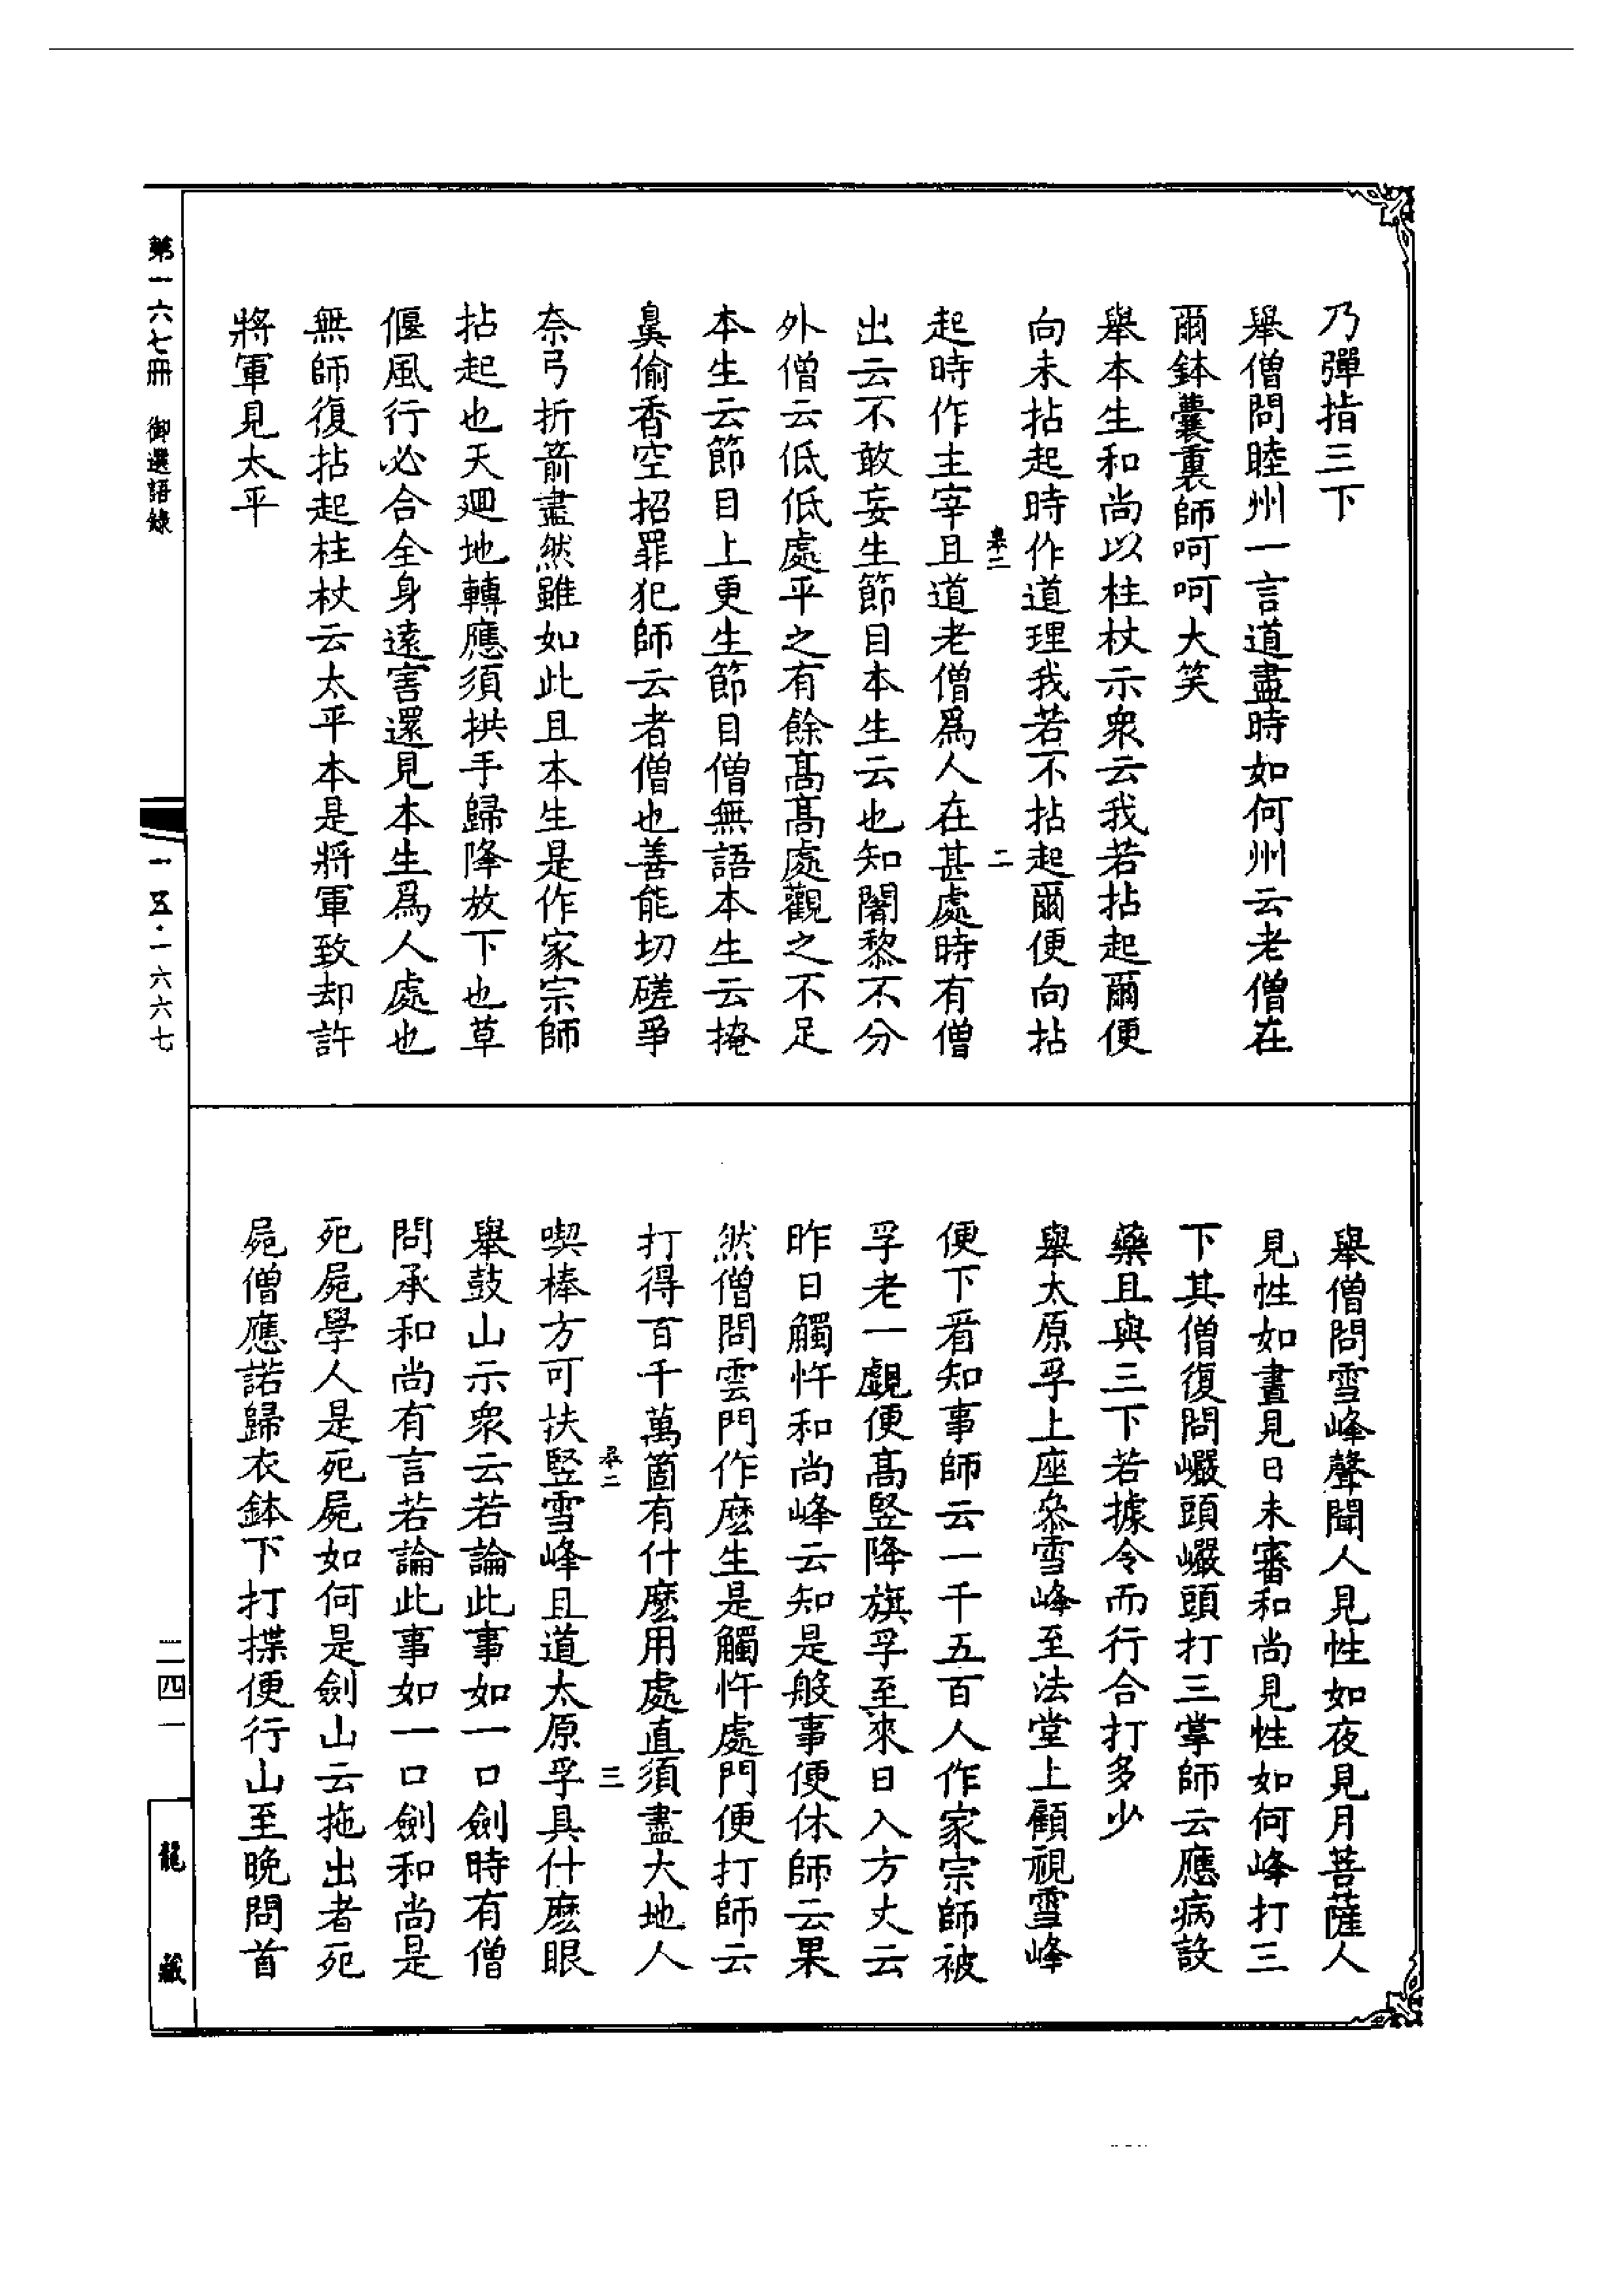 乃彈指三下
舉僧問睦州一言道盡時如何州云老僧在
爾鉢囊裏師呵呵大笑
舉本生和尚以柱杖示衆云我若拈起爾便
向未拈起時作道理我若不拈起爾便向拈
二
起時作主宰且道老僧爲人在甚處時有僧
出云不敢妄生節目本生云也知闍黎不分
外僧云低低處平之有餘髙髙處觀之不足
本生云節目上更生節目僧無語本生云掩
鼻偷香空招罪犯師云者僧也善能切磋爭
奈弓折箭盡然雖如此且本生是作家宗師
拈起也天廻地轉應須拱手歸降放下也草
偃風行必合全身遠害還見本生爲人處也
無師復拈起柱杖云太平本是將軍致却許
將軍見太平
舉僧問雪峰聲聞人見性如夜見月菩薩人
見性如晝見日未審和尚見性如何峰打三
下其僧復問巖頭巖頭打三掌師云應病設
藥且與三下若據令而行合打多少
舉太原孚上座叅雪峰至法堂上顧視雪峰
便下看知事師云一千五百人作家宗師被
孚老一覷便髙竪降旗孚至來日入方丈云
昨日觸忤和尚峰云知是般事便休師云果
然僧問雲門作麽生是觸忤處門便打師云
打得百千萬箇有什麽用處直須盡大地人
三
喫棒方可扶竪雪峰且道太原孚具什麽眼
舉鼓山示衆云若論此事如一口劍時有僧
問承和尚有言若論此事如一口劍和尚是
死屍學人是死屍如何是劍山云拖出者死
屍僧應諾歸衣鉢下打揲便行山至晚問首
第一六七冊 御選語錄
一五·一六六七
二四一
龍藏